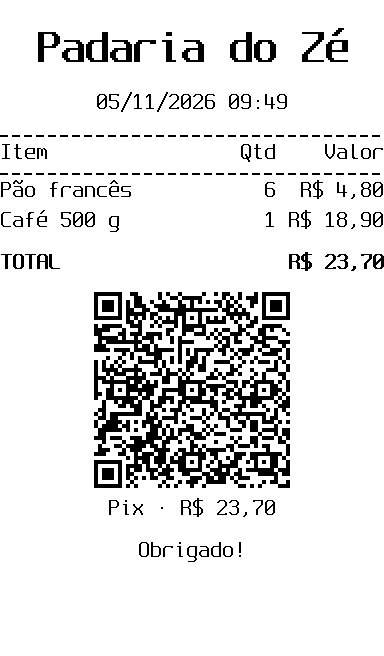 Padaria do Zé
05/11/2026 09:49
Item Qtd Valor
Pão francês 6 R$ 4,80
Café 500 g 1 R$ 18,90
TOTAL R$ 23,70
Pix · R$ 23,70
Obrigado!